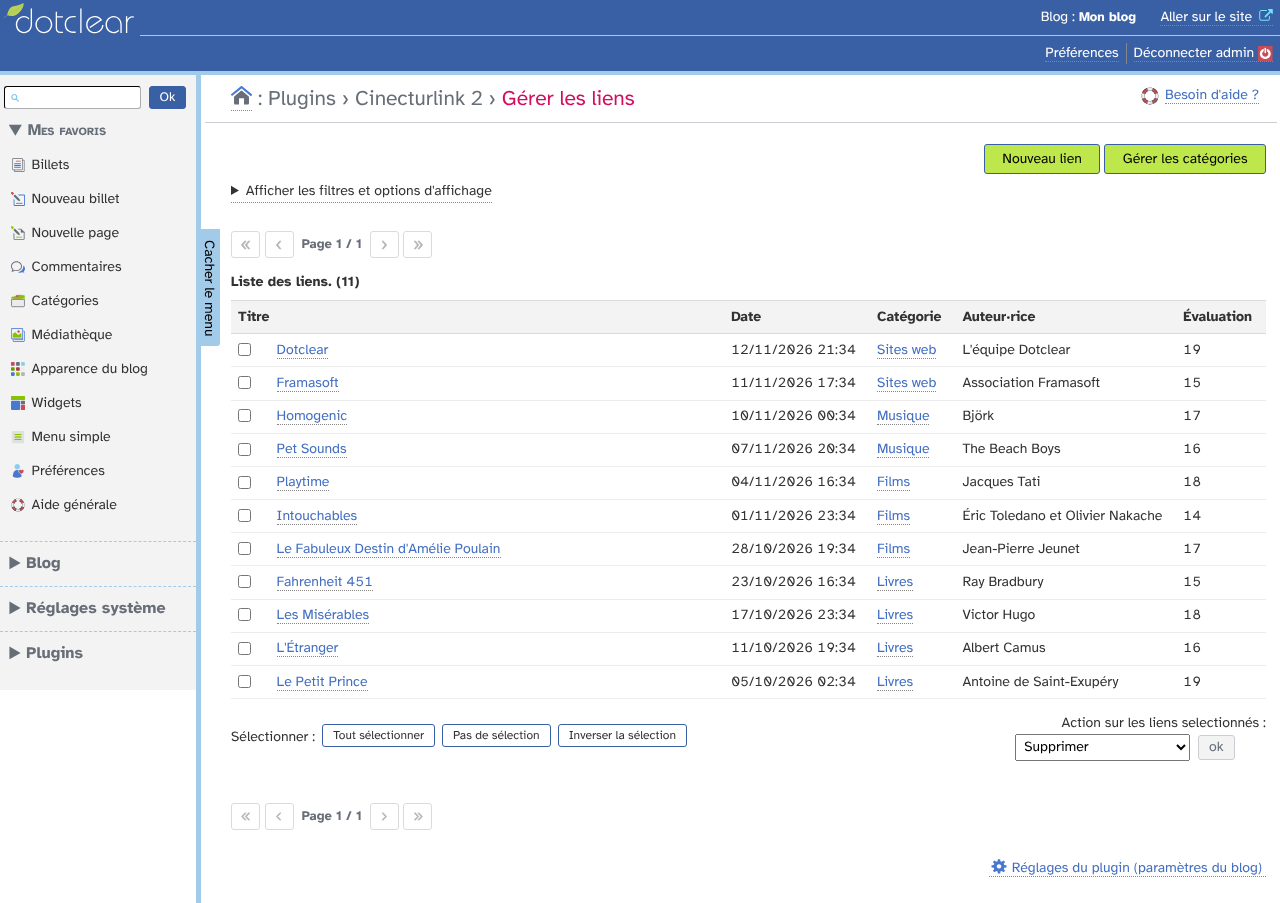 dotclear
Blog : Mon blog Aller sur le site
Préférences Déconnecter admin
Ok
: Plugins › Cinecturlink 2 › Gérer les liens
Besoin d'aide ?
Mes favoris
Billets
Nouveau billet
Nouvelle page
Commentaires
Catégories
Médiathèque
Apparence du blog
Widgets
Menu simple
Préférences
Aide générale
Blog
Réglages système
Plugins
Cacher le menu
Nouveau lien Gérer les catégories
Afficher les filtres et options d'affichage
« ‹ Page 1 / 1 › »
Liste des liens. (11)
Titre Date Catégorie Auteur·rice Évaluation
Dotclear 12/11/2026 21:34 Sites web L'équipe Dotclear 19
Framasoft 11/11/2026 17:34 Sites web Association Framasoft 15
Homogenic 10/11/2026 00:34 Musique Björk 17
Pet Sounds 07/11/2026 20:34 Musique The Beach Boys 16
Playtime 04/11/2026 16:34 Films Jacques Tati 18
Intouchables 01/11/2026 23:34 Films Éric Toledano et Olivier Nakache 14
Le Fabuleux Destin d'Amélie Poulain 28/10/2026 19:34 Films Jean-Pierre Jeunet 17
Fahrenheit 451 23/10/2026 16:34 Livres Ray Bradbury 15
Les Misérables 17/10/2026 23:34 Livres Victor Hugo 18
L'Étranger 11/10/2026 19:34 Livres Albert Camus 16
Le Petit Prince 05/10/2026 02:34 Livres Antoine de Saint-Exupéry 19
Sélectionner : Tout sélectionner Pas de sélection Inverser la sélection
Action sur les liens selectionnés :
Supprimer ok
« ‹ Page 1 / 1 › »
Réglages du plugin (paramètres du blog)